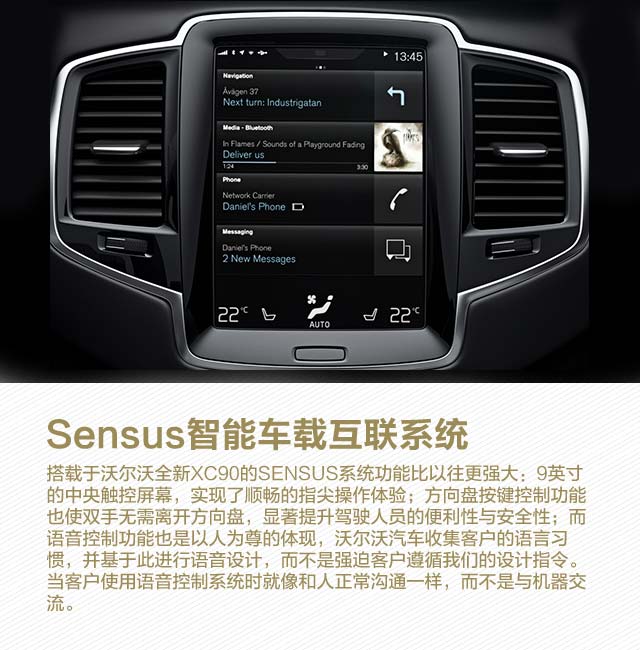 13:45
Navigation
Åvägen 37
Next turn: Industrigatan
Media - Bluetooth
In Flames / Sounds of a Playground Fading
Deliver us
1:24 3:30
Phone
Network Carrier
Daniel's Phone
Messaging
Daniel's Phone
2 New Messages
22°C AUTO 22°C
Sensus智能车载互联系统
搭载于沃尔沃全新XC90的SENSUS系统功能比以往更强大：9英寸
的中央触控屏幕，实现了顺畅的指尖操作体验；方向盘按键控制功能
也使双手无需离开方向盘，显著提升驾驶人员的便利性与安全性；而
语音控制功能也是以人为尊的体现，沃尔沃汽车收集客户的语言习
惯，并基于此进行语音设计，而不是强迫客户遵循我们的设计指令。
当客户使用语音控制系统时就像和人正常沟通一样，而不是与机器交
流。